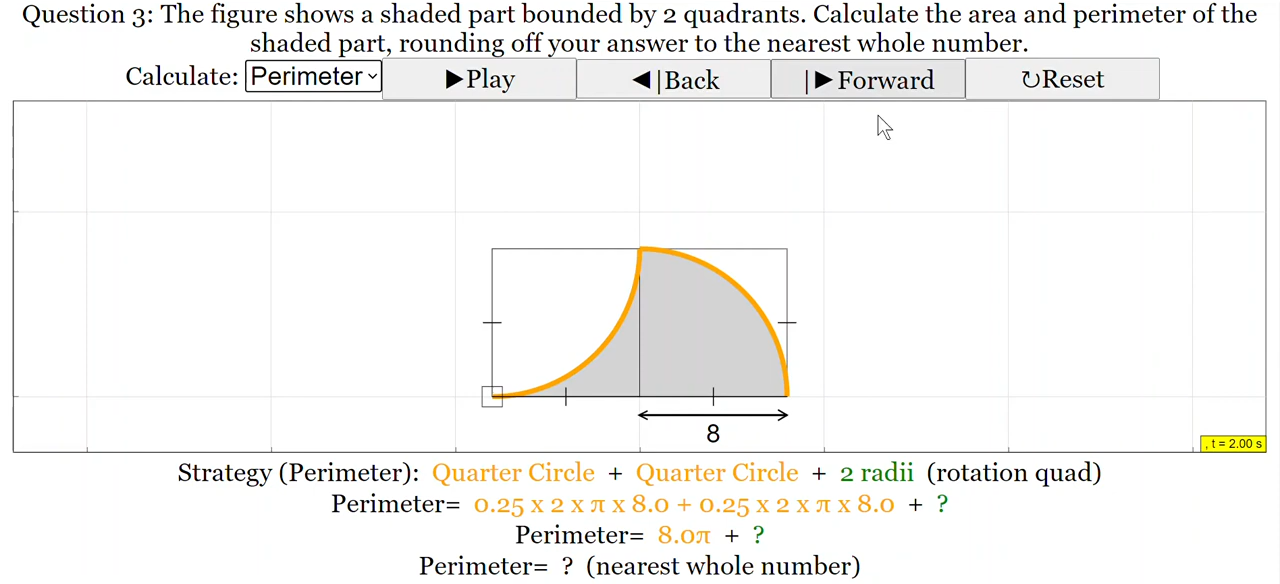 Question 3: The figure shows a shaded part bounded by 2 quadrants. Calculate the area and perimeter of the
shaded part, rounding off your answer to the nearest whole number.
Calculate: Perimeter ▶Play ◀|Back |▶Forward ↻Reset
8
, t = 2.00 s
Strategy (Perimeter): Quarter Circle + Quarter Circle + 2 radii (rotation quad)
Perimeter= 0.25 x 2 x π x 8.0 + 0.25 x 2 x π x 8.0 + ?
Perimeter= 8.0π + ?
Perimeter= ? (nearest whole number)